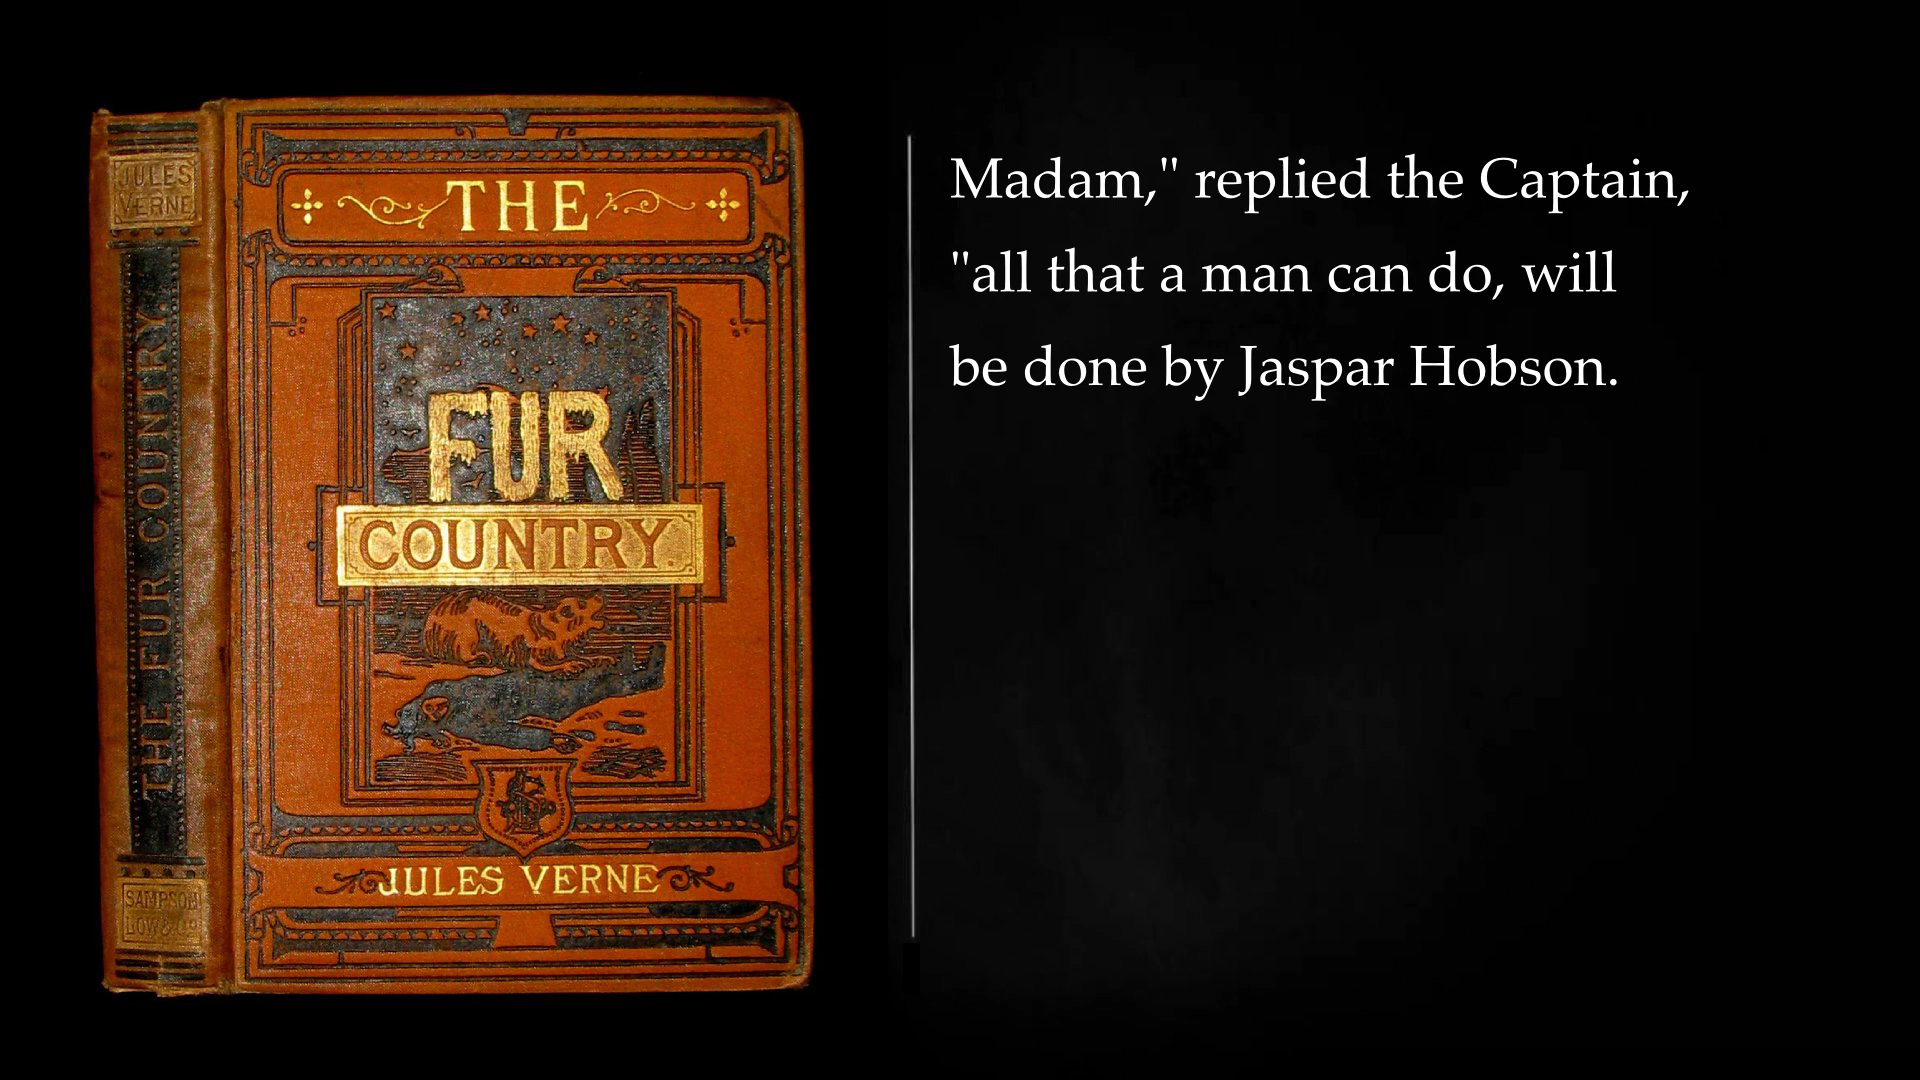 JULES
VERNE
THE FUR COUNTRY.
SAMPSON
LOW & Co
THE
FUR
COUNTRY.
JULES VERNE
Madam," replied the Captain,
"all that a man can do, will
be done by Jaspar Hobson.